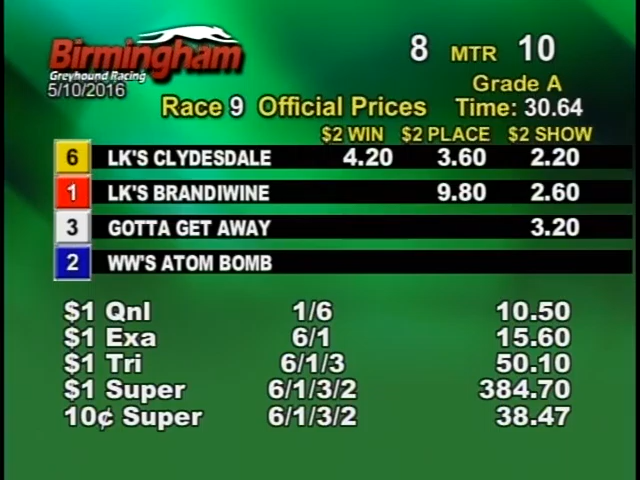 Birmingham
Greyhound Racing
5/10/2016
8 MTR 10
Grade A
Race 9 Official Prices Time: 30.64
$2 WIN $2 PLACE $2 SHOW
6 LK'S CLYDESDALE 4.20 3.60 2.20
1 LK'S BRANDIWINE 9.80 2.60
3 GOTTA GET AWAY 3.20
2 WW'S ATOM BOMB
$1 Qnl 1/6 10.50
$1 Exa 6/1 15.60
$1 Tri 6/1/3 50.10
$1 Super 6/1/3/2 384.70
10¢ Super 6/1/3/2 38.47